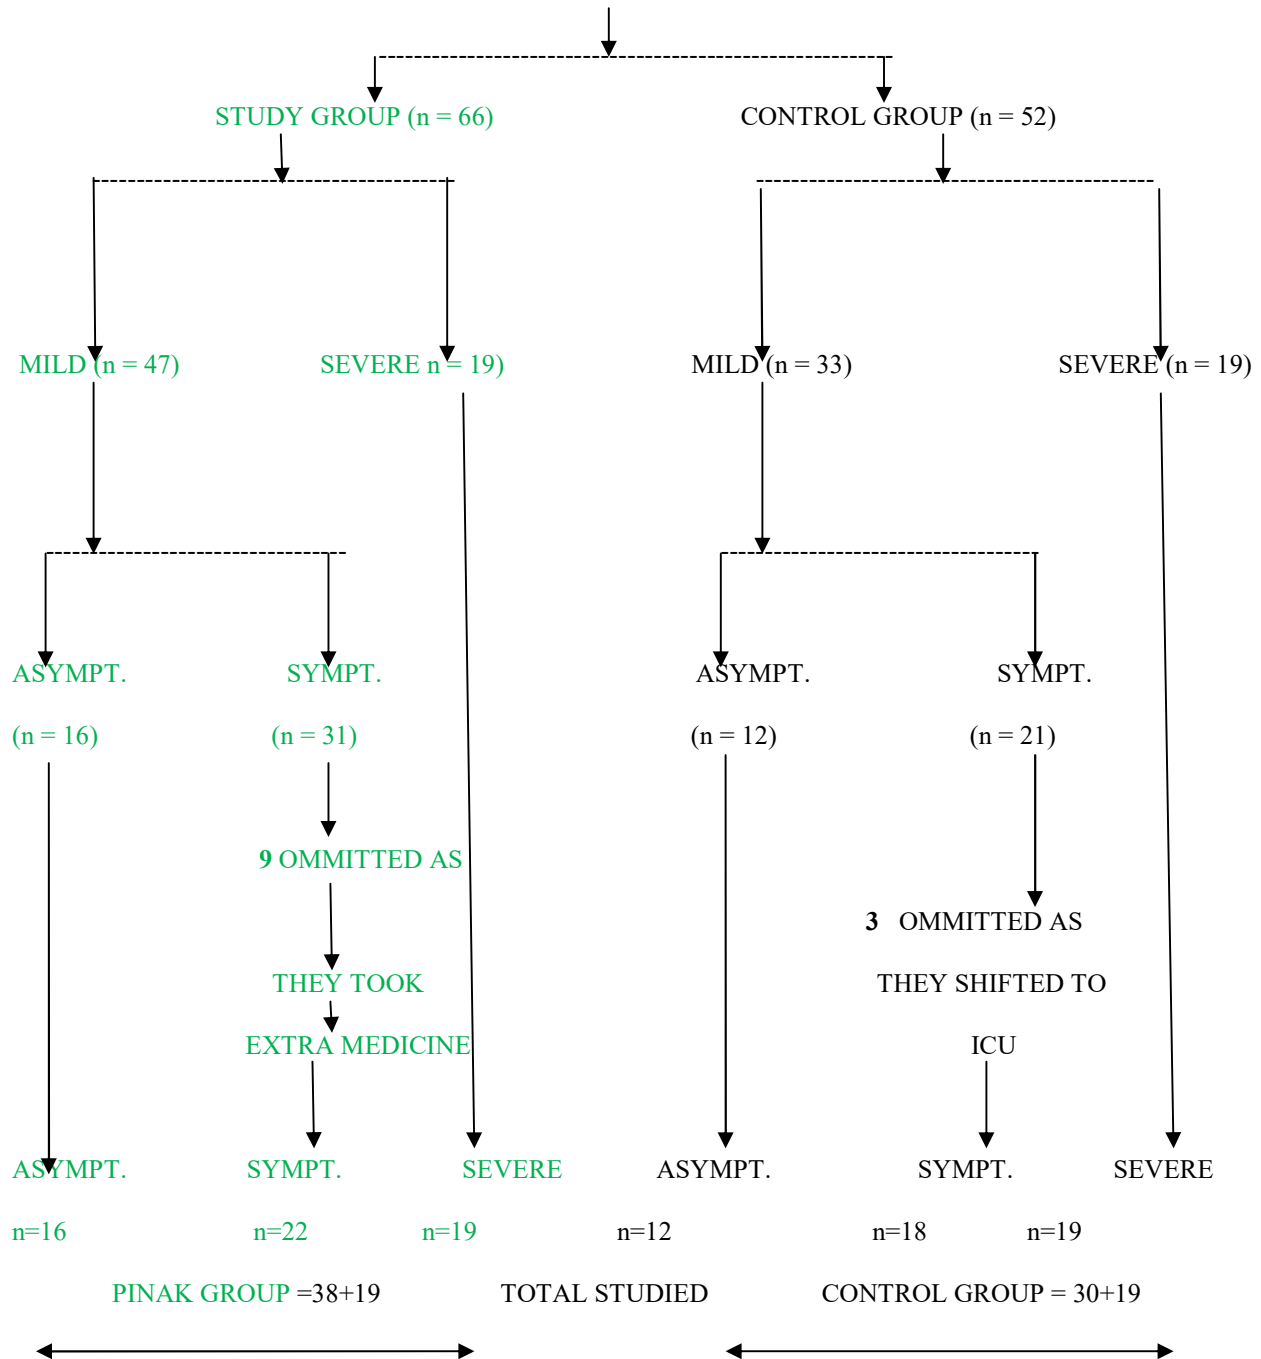 STUDY GROUP (n = 66) CONTROL GROUP (n = 52)
MILD (n = 47) SEVERE n = 19) MILD (n = 33) SEVERE (n = 19)
ASYMPT. SYMPT. ASYMPT. SYMPT.
(n = 16) (n = 31) (n = 12) (n = 21)
9 OMMITTED AS
3 OMMITTED AS
THEY TOOK THEY SHIFTED TO
EXTRA MEDICINE ICU
ASYMPT. SYMPT. SEVERE ASYMPT. SYMPT. SEVERE
n=16 n=22 n=19 n=12 n=18 n=19
PINAK GROUP =38+19 TOTAL STUDIED CONTROL GROUP = 30+19